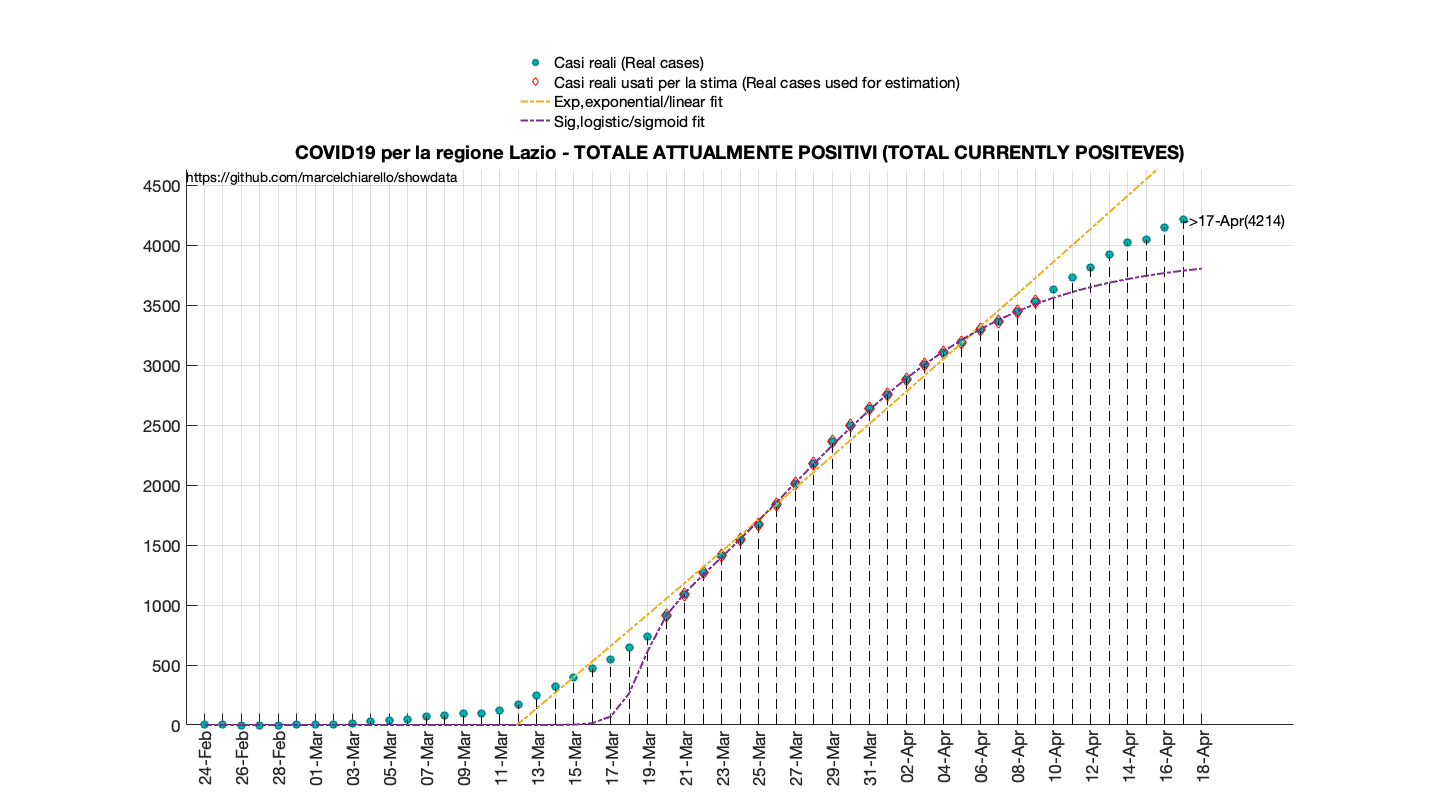 Casi reali (Real cases)
Casi reali usati per la stima (Real cases used for estimation)
Exp,exponential/linear fit
Sig,logistic/sigmoid fit
COVID19 per la regione Lazio - TOTALE ATTUALMENTE POSITIVI (TOTAL CURRENTLY POSITEVES)
https://github.com/marcelchiarello/showdata
4500
->17-Apr(4214)
4000
3500
3000
2500
2000
1500
1000
500
0
24-Feb
26-Feb
28-Feb
01-Mar
03-Mar
05-Mar
07-Mar
09-Mar
11-Mar
13-Mar
15-Mar
17-Mar
19-Mar
21-Mar
23-Mar
25-Mar
27-Mar
29-Mar
31-Mar
02-Apr
04-Apr
06-Apr
08-Apr
10-Apr
12-Apr
14-Apr
16-Apr
18-Apr